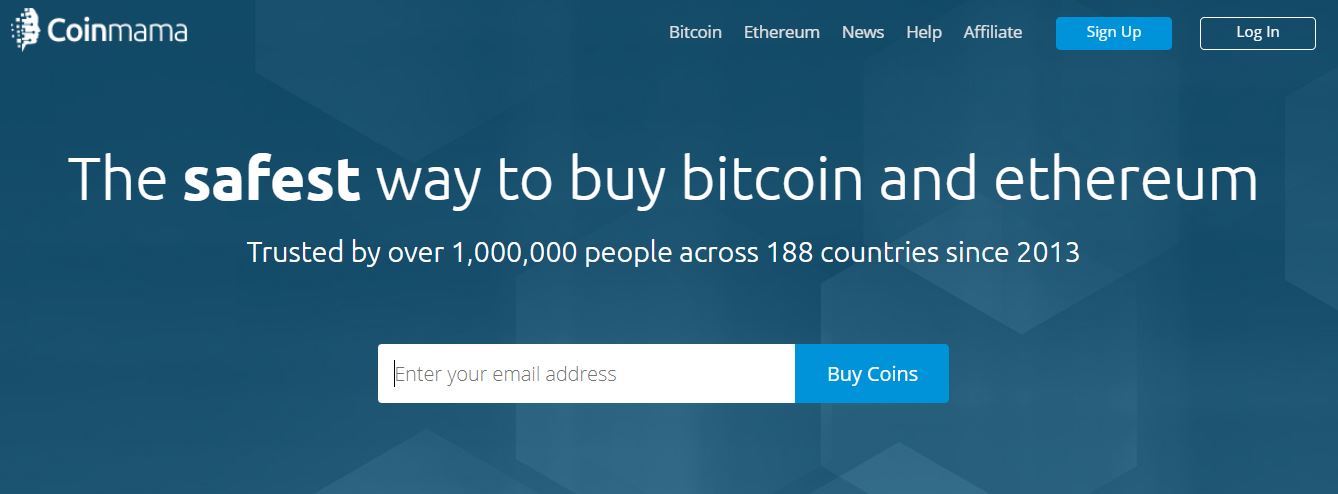 Coinmama
Bitcoin Ethereum News Help Affiliate Sign Up Log In
The safest way to buy bitcoin and ethereum
Trusted by over 1,000,000 people across 188 countries since 2013
Enter your email address Buy Coins